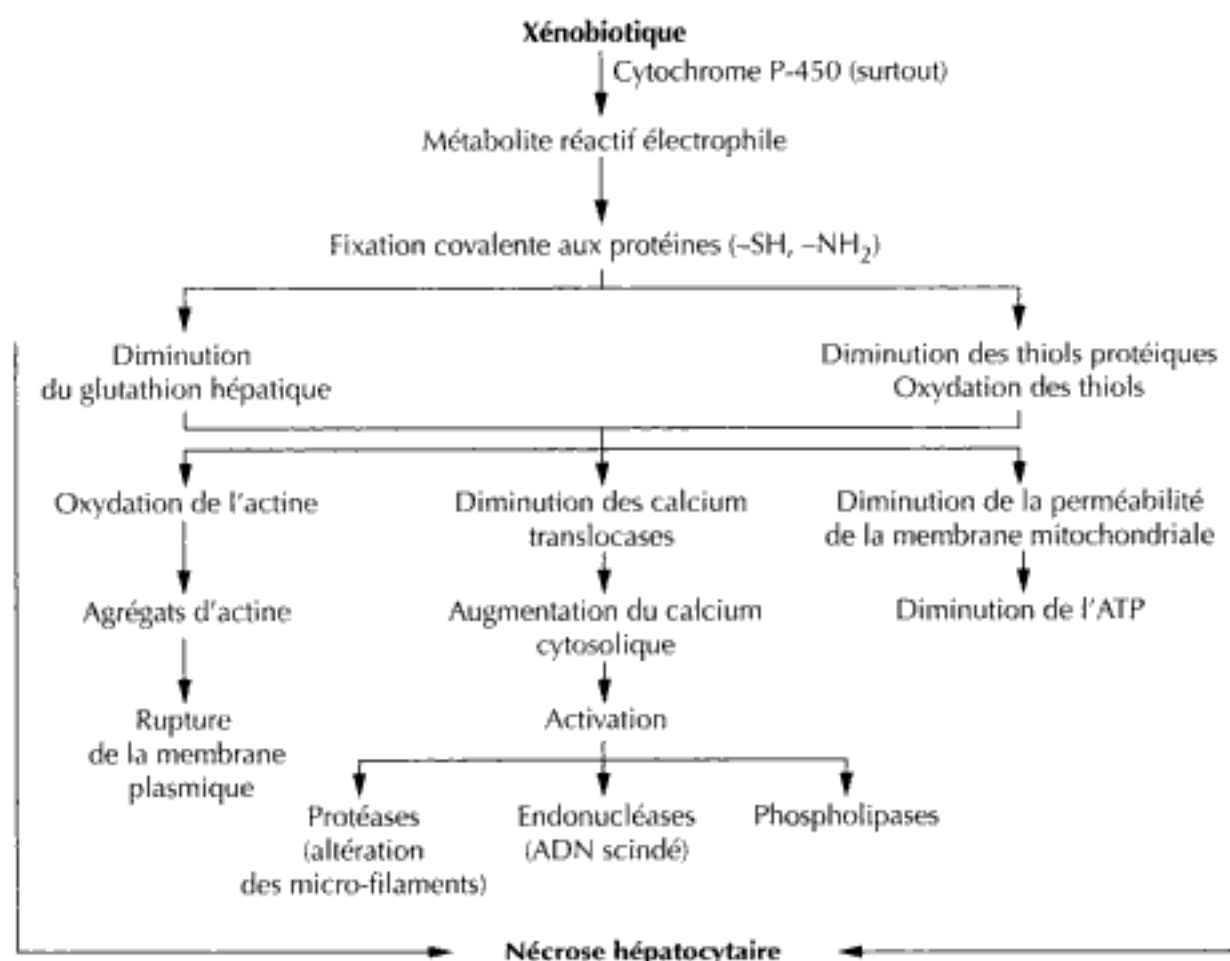 Xénobiotique
Cytochrome P-450 (surtout)
Métabolite réactif électrophile
Fixation covalente aux protéines (–SH, –NH₂)
Diminution
du glutathion hépatique
Diminution des thiols protéiques
Oxydation des thiols
Oxydation de l'actine
Diminution des calcium
translocases
Diminution de la perméabilité
de la membrane mitochondriale
Agrégats d'actine
Augmentation du calcium
cytosolique
Diminution de l'ATP
Rupture
de la membrane
plasmique
Activation
Protéases
(altération
des micro-filaments)
Endonucléases
(ADN scindé)
Phospholipases
Nécrose hépatocytaire